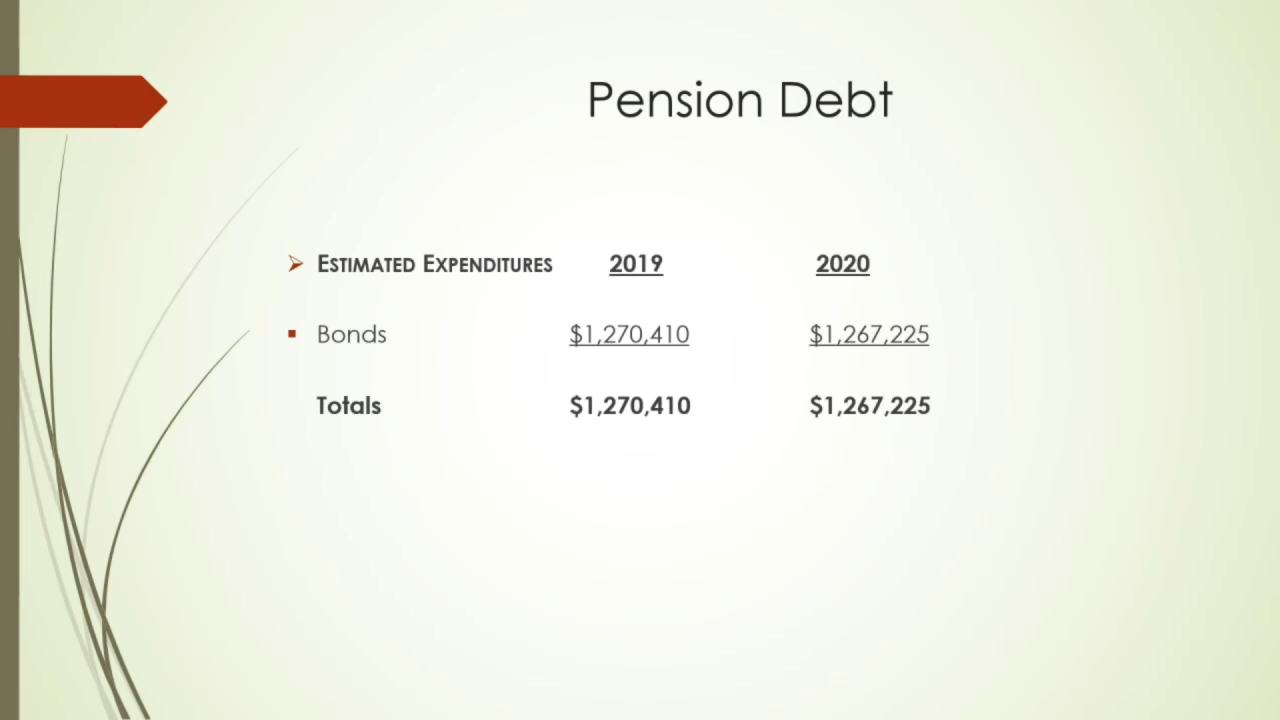 Pension Debt
Estimated Expenditures 2019 2020
Bonds $1,270,410 $1,267,225
Totals $1,270,410 $1,267,225